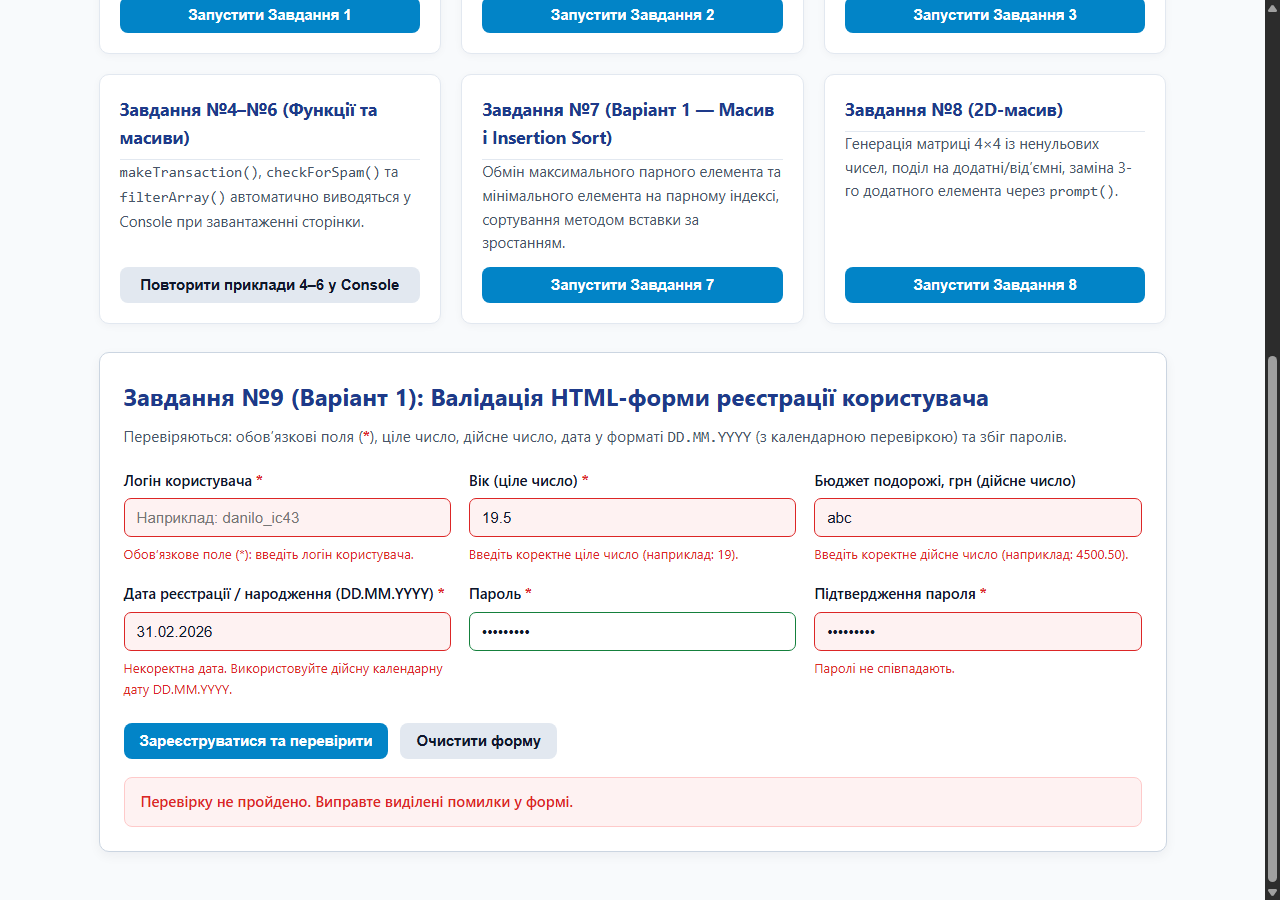 Запустити Завдання 1
Запустити Завдання 2
Запустити Завдання 3
Завдання №4–№6 (Функції та
масиви)
makeTransaction(), checkForSpam() та
filterArray() автоматично виводяться у
Console при завантаженні сторінки.
Повторити приклади 4–6 у Console
Завдання №7 (Варіант 1 — Масив
і Insertion Sort)
Обмін максимального парного елемента та
мінімального елемента на парному індексі,
сортування методом вставки за
зростанням.
Запустити Завдання 7
Завдання №8 (2D-масив)
Генерація матриці 4×4 із ненульових
чисел, поділ на додатні/від’ємні, заміна 3-
го додатного елемента через prompt().
Запустити Завдання 8
Завдання №9 (Варіант 1): Валідація HTML-форми реєстрації користувача
Перевіряються: обов’язкові поля (*), ціле число, дійсне число, дата у форматі DD.MM.YYYY (з календарною перевіркою) та збіг паролів.
Логін користувача *
Наприклад: danilo_ic43
Обов’язкове поле (*): введіть логін користувача.
Вік (ціле число) *
19.5
Введіть коректне ціле число (наприклад: 19).
Бюджет подорожі, грн (дійсне число)
abc
Введіть коректне дійсне число (наприклад: 4500.50).
Дата реєстрації / народження (DD.MM.YYYY) *
31.02.2026
Некоректна дата. Використовуйте дійсну календарну
дату DD.MM.YYYY.
Пароль *
•••••••••
Підтвердження пароля *
•••••••••
Паролі не співпадають.
Зареєструватися та перевірити
Очистити форму
Перевірку не пройдено. Виправте виділені помилки у формі.